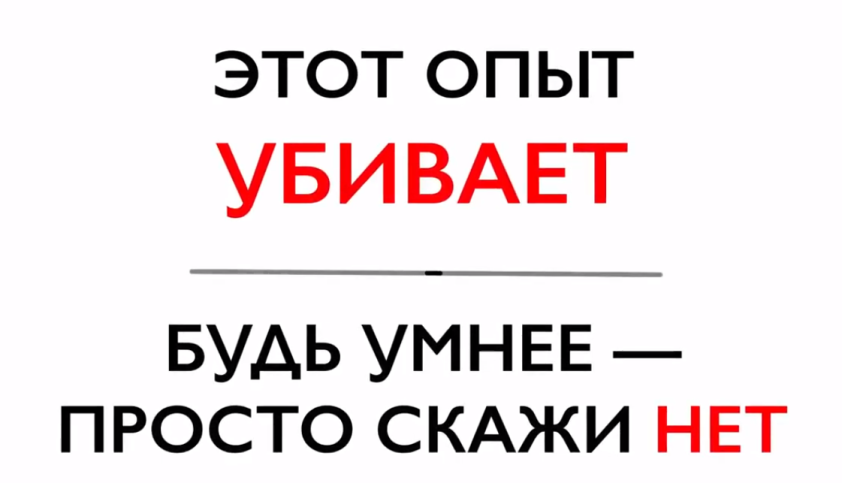 ЭТОТ ОПЫТ
УБИВАЕТ
БУДЬ УМНЕЕ —
ПРОСТО СКАЖИ НЕТ